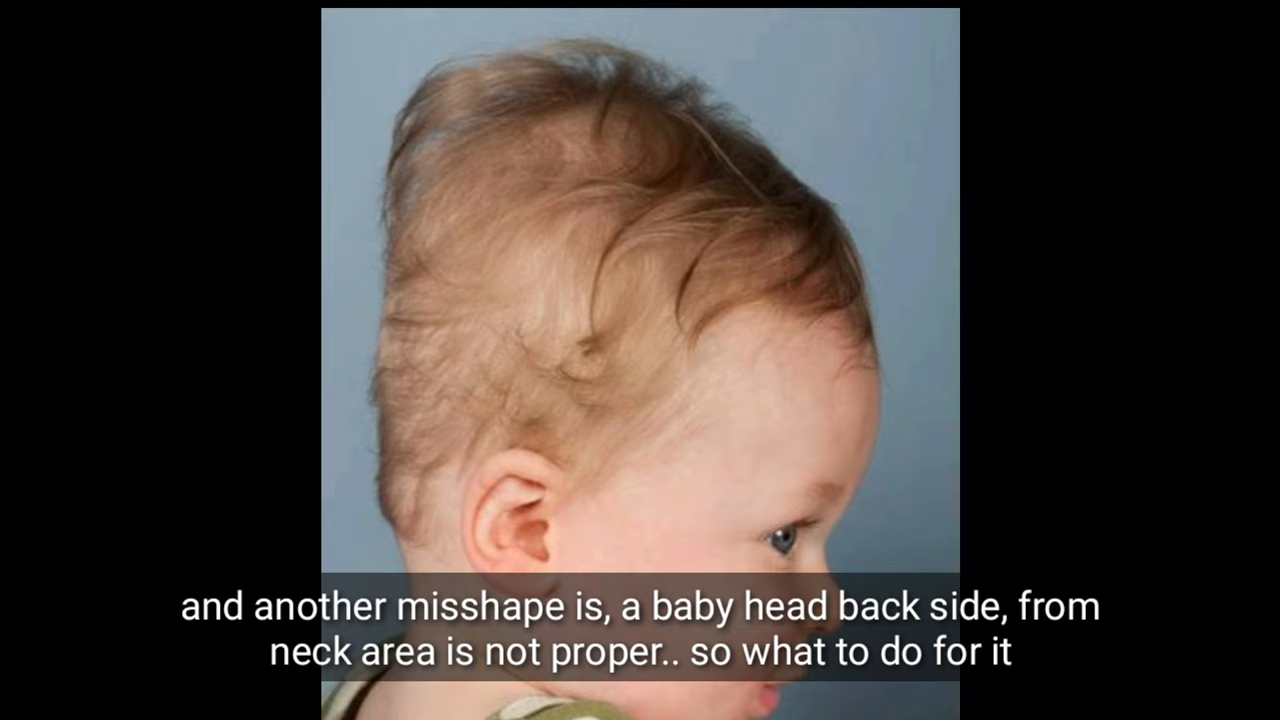 and another misshape is, a baby head back side, from
neck area is not proper.. so what to do for it